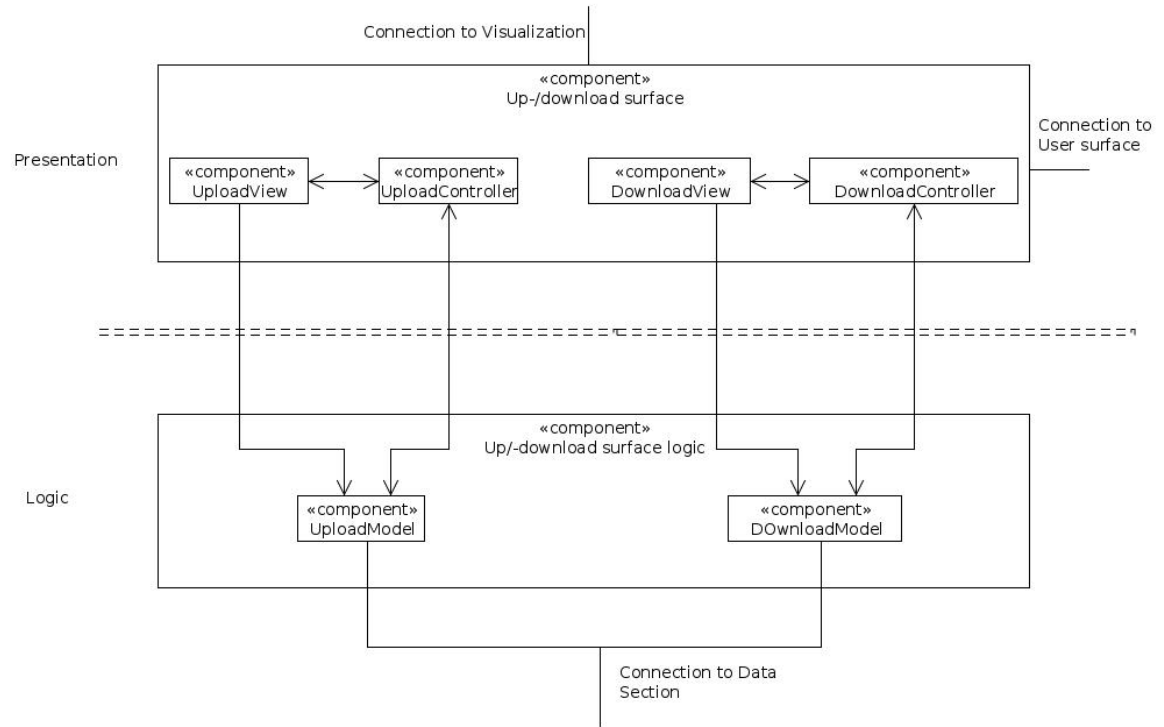 Connection to Visualization
«component»
Up-/download surface
Connection to
User surface
Presentation
«component»
UploadView
«component»
UploadController
«component»
DownloadView
«component»
DownloadController
«component»
Up/-download surface logic
Logic
«component»
UploadModel
«component»
DOwnloadModel
Connection to Data
Section